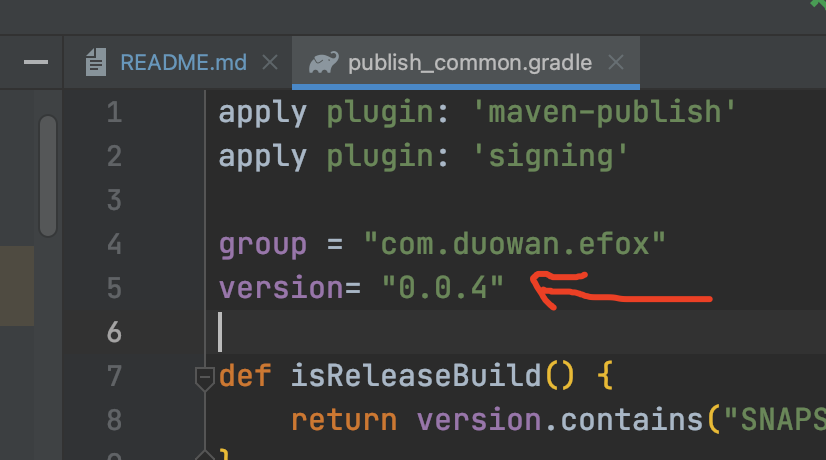 README.md
publish_common.gradle
1 apply plugin: 'maven-publish'
2 apply plugin: 'signing'
3
4 group = "com.duowan.efox"
5 version= "0.0.4"
6
7 def isReleaseBuild() {
8 return version.contains("SNAPS
}